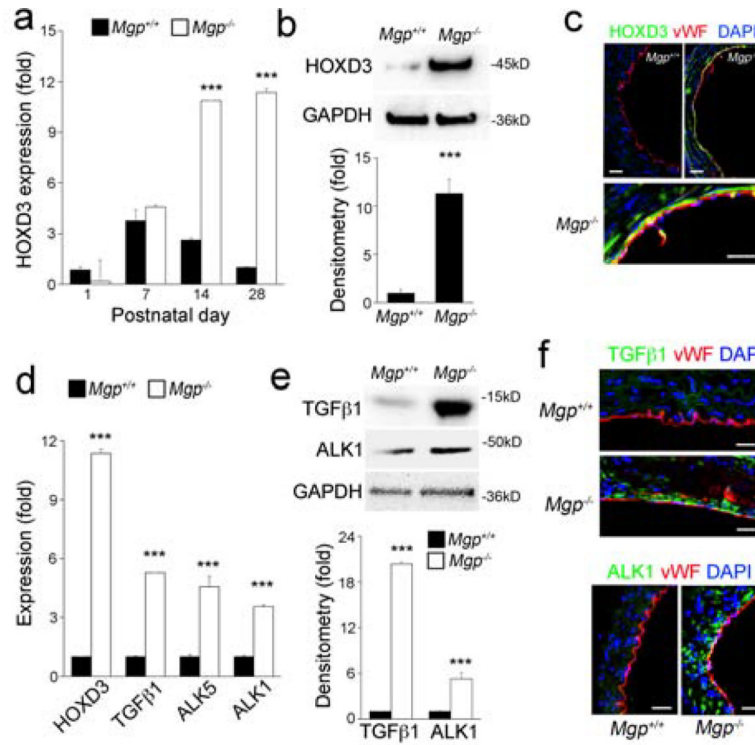 a
Mgp+/+ Mgp-/-
HOXD3 expression (fold)
15
12
9
6
3
0
***
***
1 7 14 28
Postnatal day
b
Mgp+/+ Mgp-/-
HOXD3 -45kD
GAPDH -36kD
Densitometry (fold)
15
10
5
0
***
Mgp+/+ Mgp-/-
c
HOXD3 vWF DAPI
Mgp+/+
Mgp-/-
d
Mgp+/+ Mgp-/-
Expression (fold)
12
9
6
3
0
***
***
***
***
HOXD3 TGFβ1 ALK5 ALK1
e
Mgp+/+ Mgp-/-
TGFβ1 -15kD
ALK1 -50kD
GAPDH -36kD
Mgp+/+
Mgp-/-
Densitometry (fold)
24
18
12
6
0
***
***
TGFβ1 ALK1
f
TGFβ1 vWF DAPI
Mgp+/+
Mgp-/-
ALK1 vWF DAPI
Mgp+/+ Mgp-/-